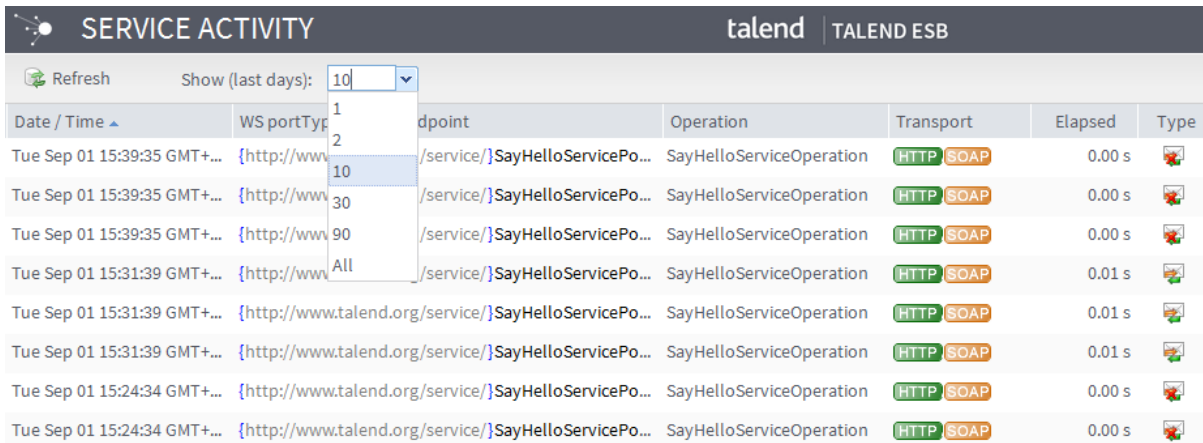 SERVICE ACTIVITY talend TALEND ESB
Refresh Show (last days): 10
Date / Time WS portTyp dpoint Operation Transport Elapsed Type
1
2
10
30
90
All
Tue Sep 01 15:39:35 GMT+... {http://www /service/}SayHelloServicePo... SayHelloServiceOperation HTTP SOAP 0.00 s
Tue Sep 01 15:39:35 GMT+... {http://www /service/}SayHelloServicePo... SayHelloServiceOperation HTTP SOAP 0.00 s
Tue Sep 01 15:39:35 GMT+... {http://www /service/}SayHelloServicePo... SayHelloServiceOperation HTTP SOAP 0.00 s
Tue Sep 01 15:31:39 GMT+... {http://www /service/}SayHelloServicePo... SayHelloServiceOperation HTTP SOAP 0.01 s
Tue Sep 01 15:31:39 GMT+... {http://www.talend.org/service/}SayHelloServicePo... SayHelloServiceOperation HTTP SOAP 0.01 s
Tue Sep 01 15:31:39 GMT+... {http://www.talend.org/service/}SayHelloServicePo... SayHelloServiceOperation HTTP SOAP 0.01 s
Tue Sep 01 15:24:34 GMT+... {http://www.talend.org/service/}SayHelloServicePo... SayHelloServiceOperation HTTP SOAP 0.00 s
Tue Sep 01 15:24:34 GMT+... {http://www.talend.org/service/}SayHelloServicePo... SayHelloServiceOperation HTTP SOAP 0.00 s